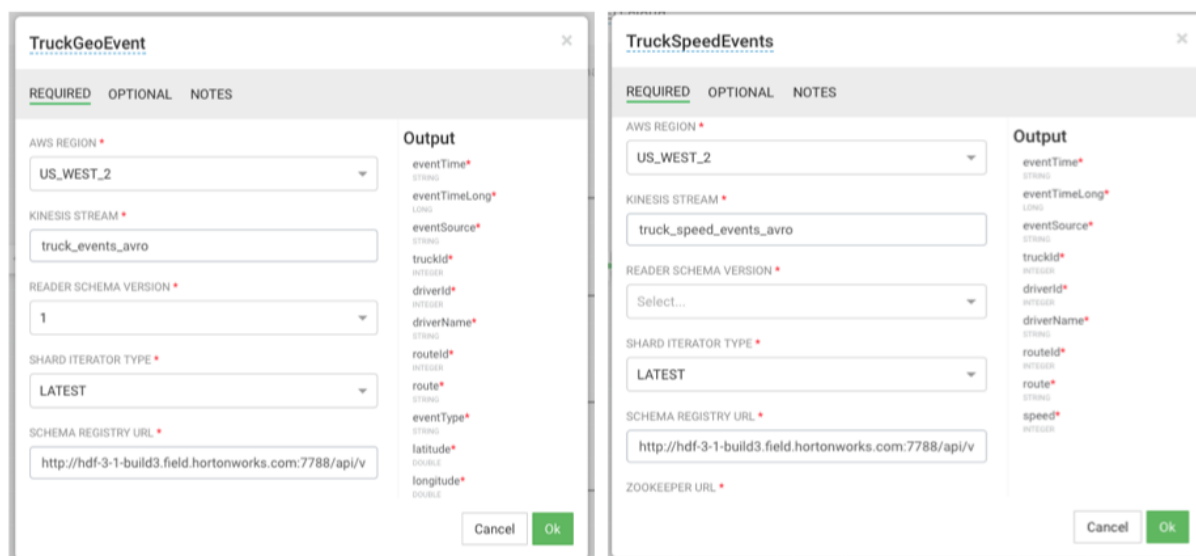 TruckGeoEvent
×
REQUIRED OPTIONAL NOTES
AWS REGION *
US_WEST_2
KINESIS STREAM *
truck_events_avro
READER SCHEMA VERSION *
1
SHARD ITERATOR TYPE *
LATEST
SCHEMA REGISTRY URL *
http://hdf-3-1-build3.field.hortonworks.com:7788/api/v
Output
eventTime*
STRING
eventTimeLong*
LONG
eventSource*
STRING
truckId*
INTEGER
driverId*
INTEGER
driverName*
STRING
routeId*
INTEGER
route*
STRING
eventType*
STRING
latitude*
DOUBLE
longitude*
DOUBLE
Cancel Ok
TruckSpeedEvents
×
REQUIRED OPTIONAL NOTES
AWS REGION *
US_WEST_2
KINESIS STREAM *
truck_speed_events_avro
READER SCHEMA VERSION *
Select...
SHARD ITERATOR TYPE *
LATEST
SCHEMA REGISTRY URL *
http://hdf-3-1-build3.field.hortonworks.com:7788/api/v
ZOOKEEPER URL *
Output
eventTime*
STRING
eventTimeLong*
LONG
eventSource*
STRING
truckId*
INTEGER
driverId*
INTEGER
driverName*
STRING
routeId*
INTEGER
route*
STRING
speed*
INTEGER
Cancel Ok